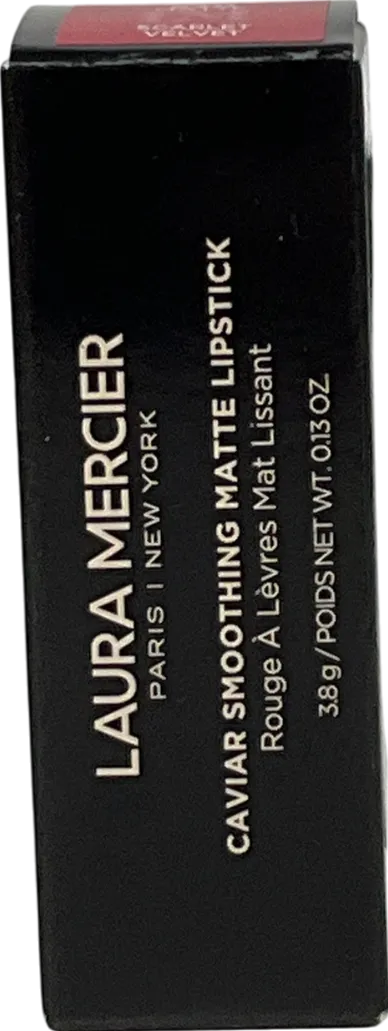 SCARLET
VELVET
LAURA MERCIER
PARIS | NEW YORK
CAVIAR SMOOTHING MATTE LIPSTICK
Rouge À Lèvres Mat Lissant
3.8 g / POIDS NET WT. 0.13 OZ.